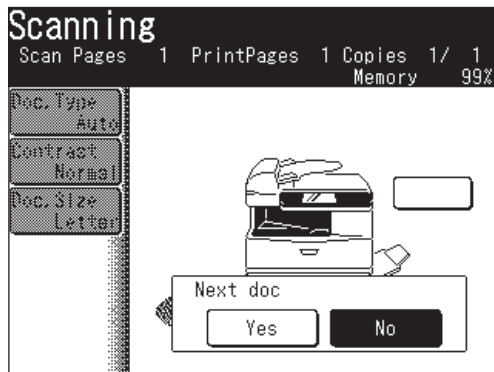 Scanning
Scan Pages 1 PrintPages 1 Copies 1/ 1
Memory 99%
Doc.Type
Auto
Contrast
Normal
Doc.Size
Letter
Next doc
Yes No